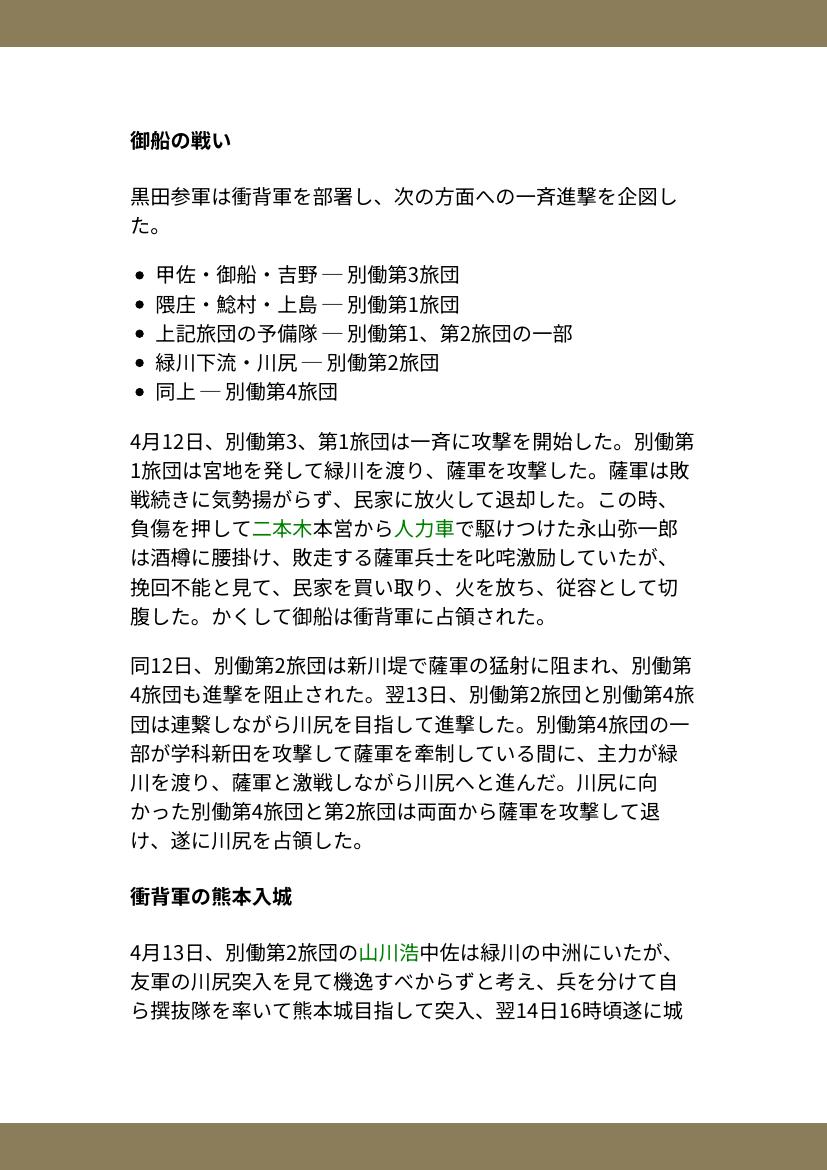 御船の戦い
黒田参軍は衝背軍を部署し、次の方面への一斉進撃を企図し
た。
● 甲佐・御船・吉野 ─ 別働第3旅団
● 隈庄・鯰村・上島 ─ 別働第1旅団
● 上記旅団の予備隊 ─ 別働第1、第2旅団の一部
● 緑川下流・川尻 ─ 別働第2旅団
● 同上 ─ 別働第4旅団
4月12日、別働第3、第1旅団は一斉に攻撃を開始した。別働第
1旅団は宮地を発して緑川を渡り、薩軍を攻撃した。薩軍は敗
戦続きに気勢揚がらず、民家に放火して退却した。この時、
負傷を押して二本木本営から人力車で駆けつけた永山弥一郎
は酒樽に腰掛け、敗走する薩軍兵士を叱咤激励していたが、
挽回不能と見て、民家を買い取り、火を放ち、従容として切
腹した。かくして御船は衝背軍に占領された。
同12日、別働第2旅団は新川堤で薩軍の猛射に阻まれ、別働第
4旅団も進撃を阻止された。翌13日、別働第2旅団と別働第4旅
団は連繋しながら川尻を目指して進撃した。別働第4旅団の一
部が学科新田を攻撃して薩軍を牽制している間に、主力が緑
川を渡り、薩軍と激戦しながら川尻へと進んだ。川尻に向
かった別働第4旅団と第2旅団は両面から薩軍を攻撃して退
け、遂に川尻を占領した。
衝背軍の熊本入城
4月13日、別働第2旅団の山川浩中佐は緑川の中洲にいたが、
友軍の川尻突入を見て機逸すべからずと考え、兵を分けて自
ら撰抜隊を率いて熊本城目指して突入、翌14日16時頃遂に城